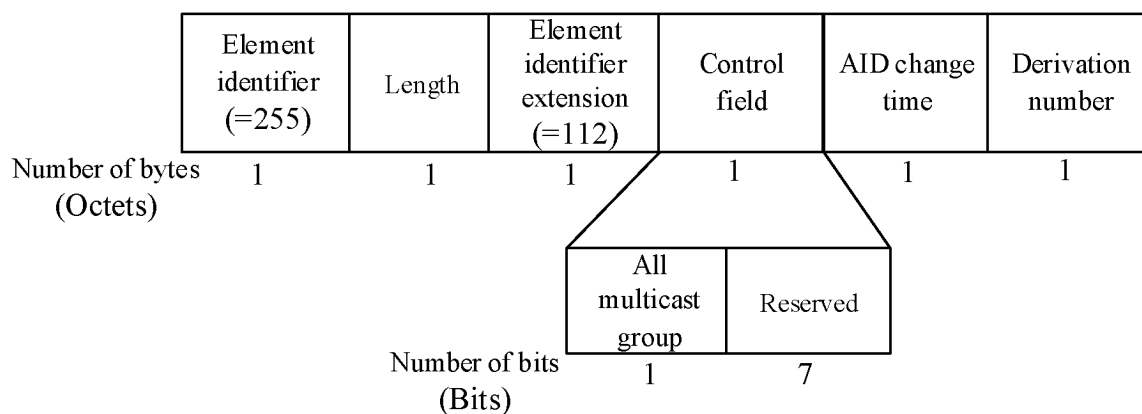 Element
identifier
(=255)
Length
Element
identifier
extension
(=112)
Control
field
AID change
time
Derivation
number
Number of bytes
(Octets)
1
1
1
1
1
1
All
multicast
group
Reserved
Number of bits
(Bits)
1
7